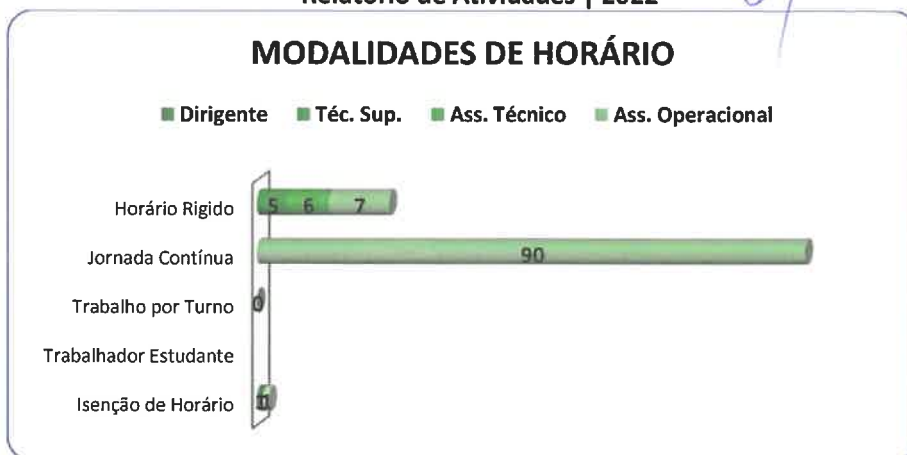 Relatório de Atividades | 2022
MODALIDADES DE HORÁRIO
Dirigente Téc. Sup. Ass. Técnico Ass. Operacional
Horário Rigido 5 6 7
Jornada Contínua 90
Trabalho por Turno 0
Trabalhador Estudante
Isenção de Horário 11